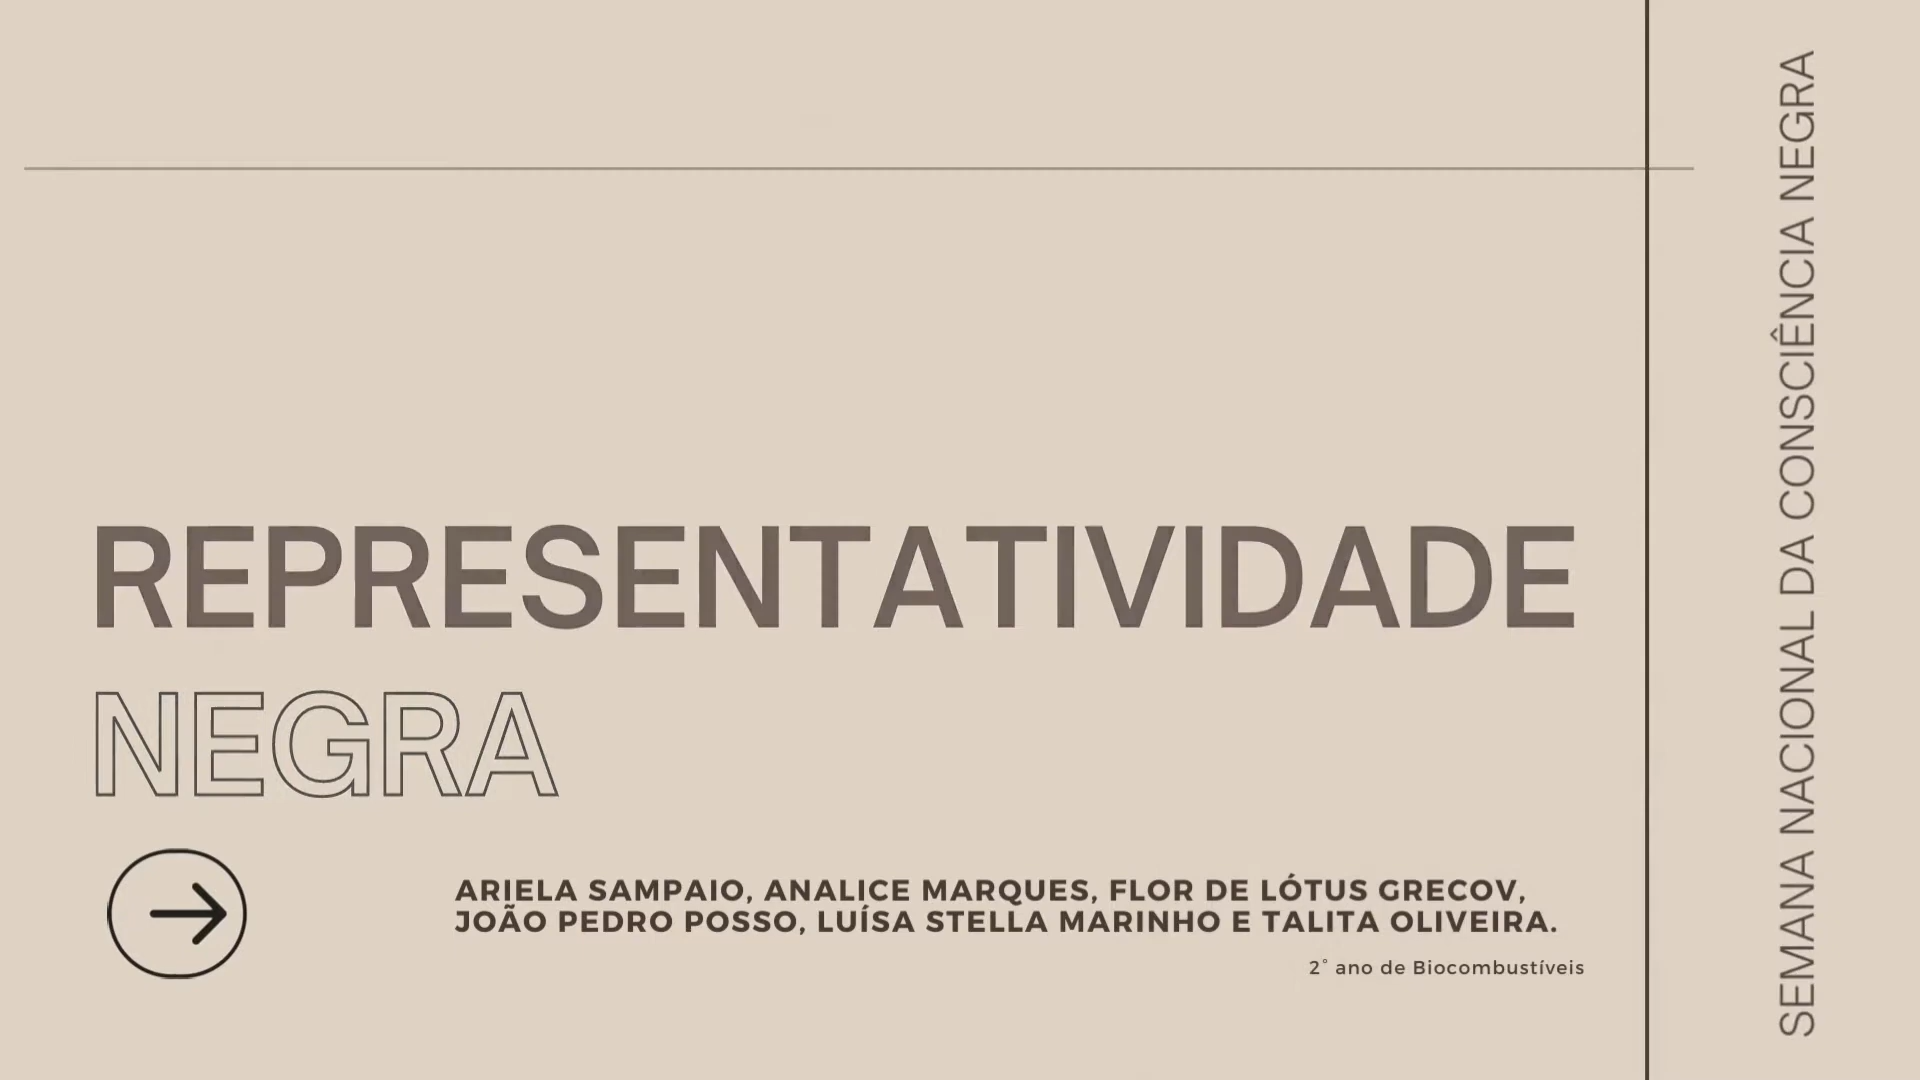 REPRESENTATIVIDADE
NEGRA
ARIELA SAMPAIO, ANALICE MARQUES, FLOR DE LÓTUS GRECOV,
JOÃO PEDRO POSSO, LUÍSA STELLA MARINHO E TALITA OLIVEIRA.
2° ano de Biocombustíveis
SEMANA NACIONAL DA CONSCIÊNCIA NEGRA